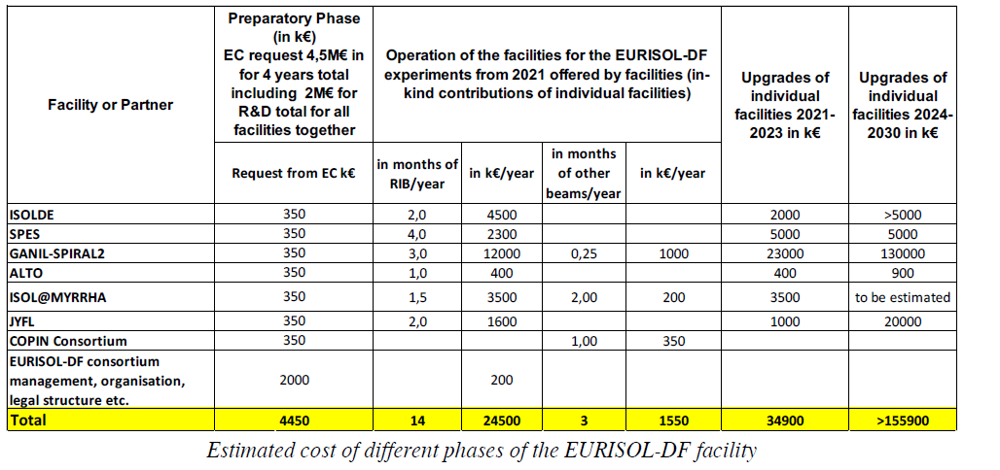 Facility or Partner
Preparatory Phase
(in k€)
EC request 4,5M€ in
for 4 years total
including 2M€ for
R&D total for all
facilities together
Operation of the facilities for the EURISOL-DF
experiments from 2021 offered by facilities (in-
kind contributions of individual facilities)
Upgrades of
individual
facilities 2021-
2023 in k€
Upgrades of
individual
facilities 2024-
2030 in k€
Request from EC k€
in months of
RIB/year
in k€/year
in months
of other
beams/year
in k€/year
ISOLDE 350 2,0 4500 2000 >5000
SPES 350 4,0 2300 5000 5000
GANIL-SPIRAL2 350 3,0 12000 0,25 1000 23000 130000
ALTO 350 1,0 400 400 900
ISOL@MYRRHA 350 1,5 3500 2,00 200 3500 to be estimated
JYFL 350 2,0 1600 1000 20000
COPIN Consortium 350 1,00 350
EURISOL-DF consortium
management, organisation,
legal structure etc.
2000 200
Total 4450 14 24500 3 1550 34900 >155900
Estimated cost of different phases of the EURISOL-DF facility